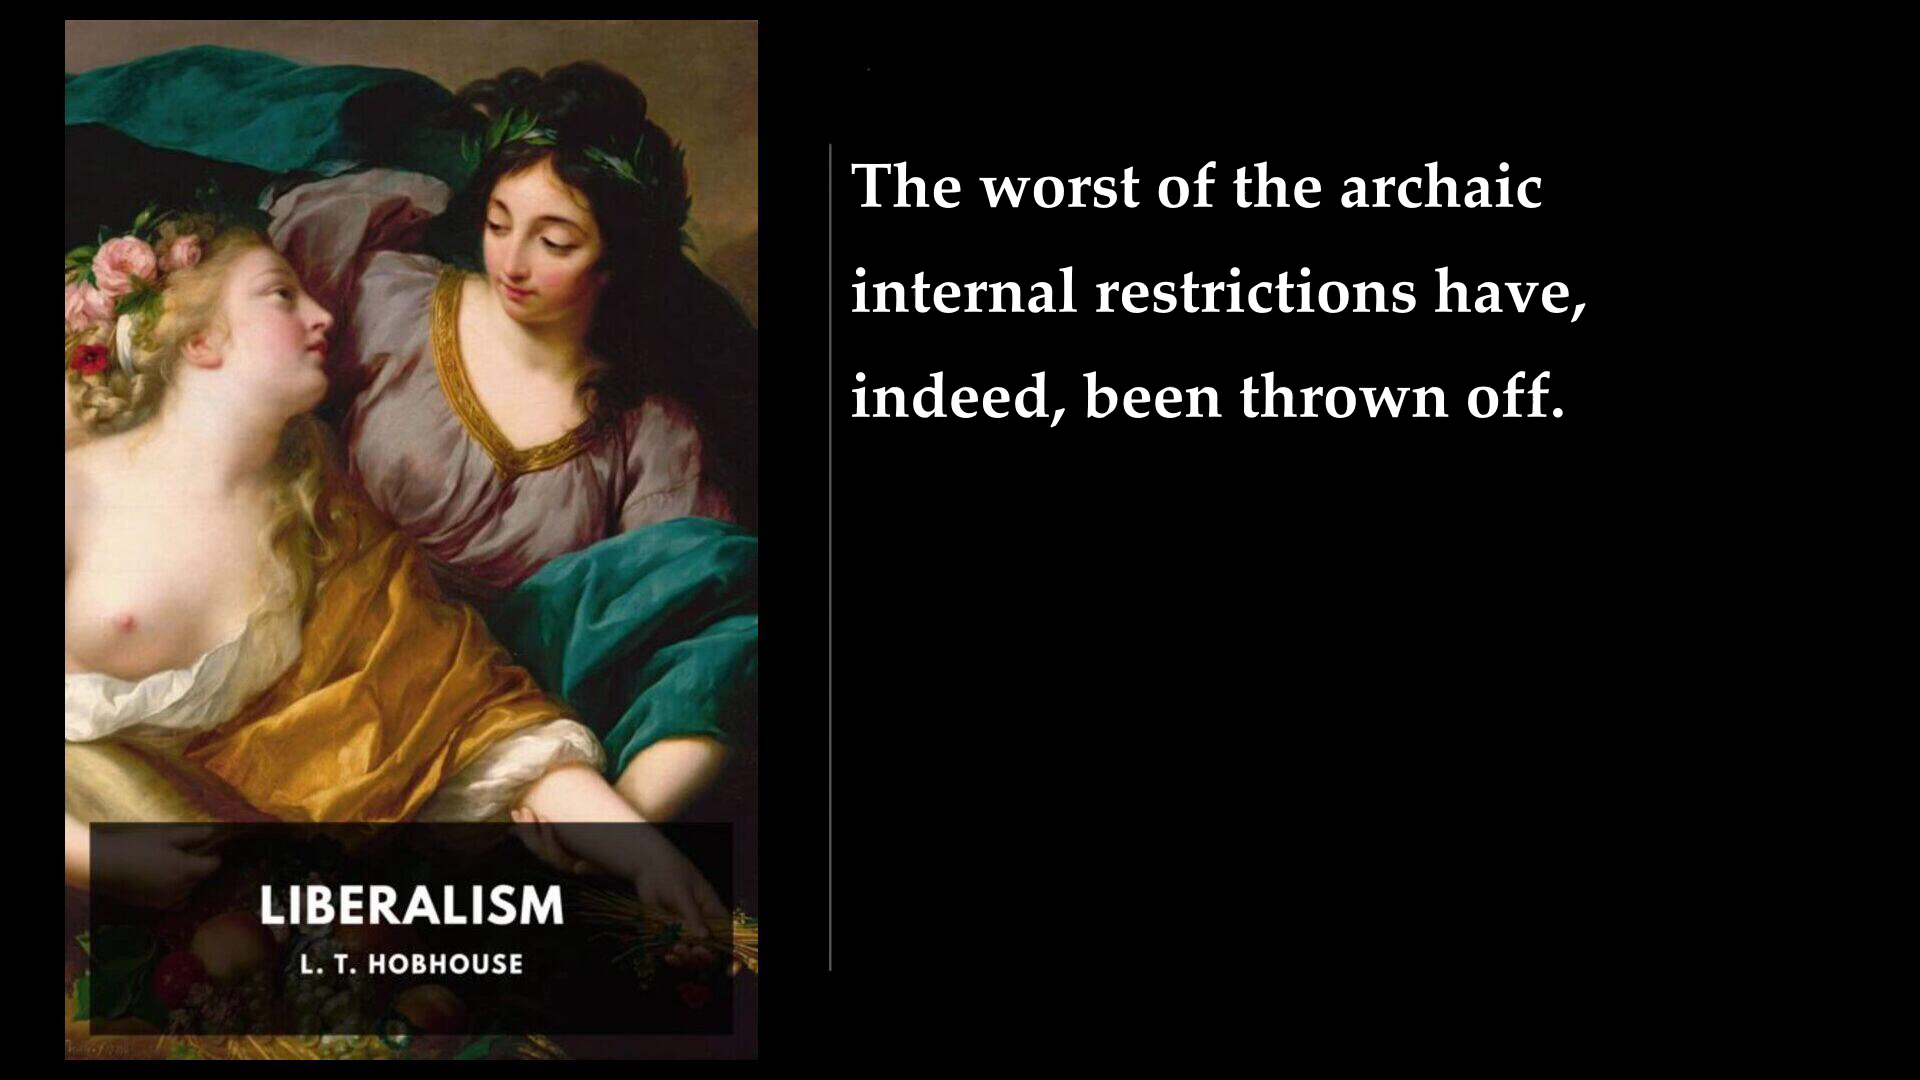 The worst of the archaic
internal restrictions have,
indeed, been thrown off.
LIBERALISM
L. T. HOBHOUSE